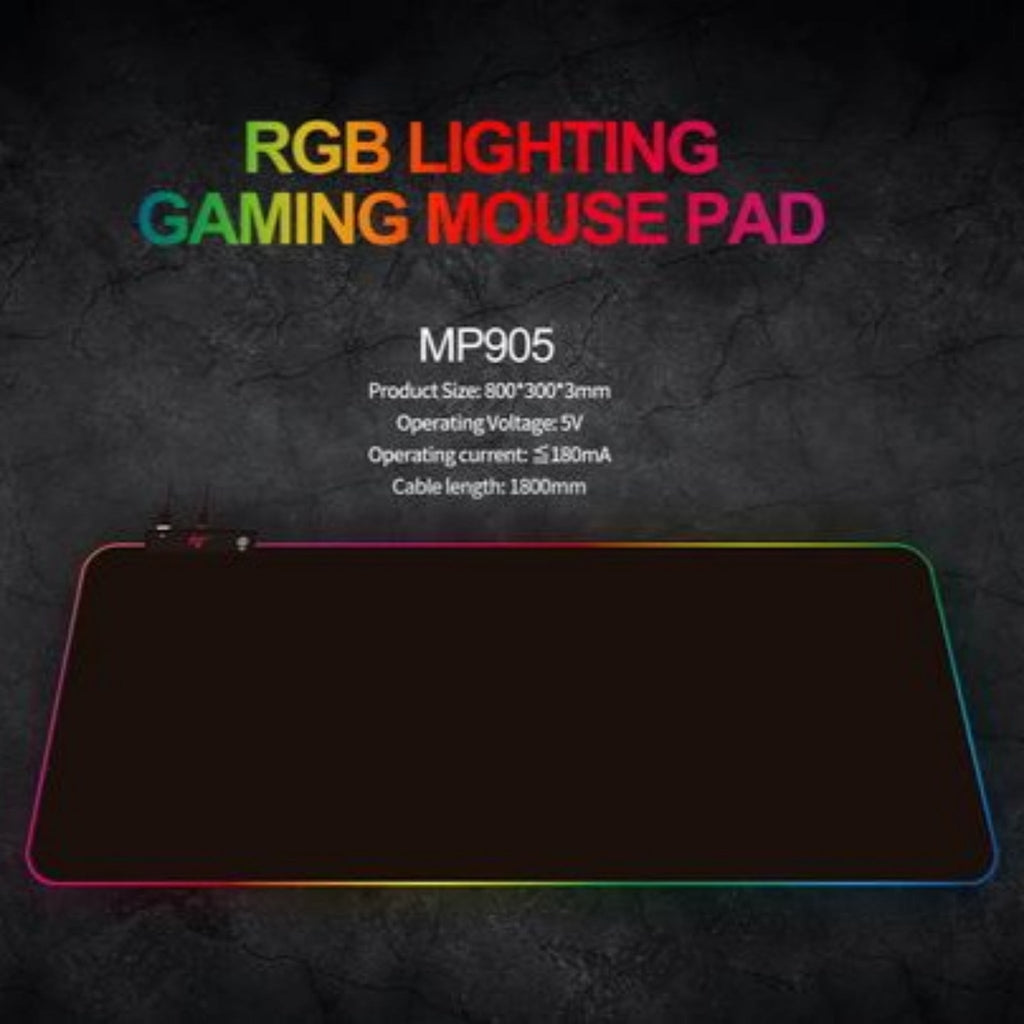 RGB LIGHTING
GAMING MOUSE PAD
MP905
Product Size: 800*300*3mm
Operating Voltage: 5V
Operating current: ≦180mA
Cable length: 1800mm